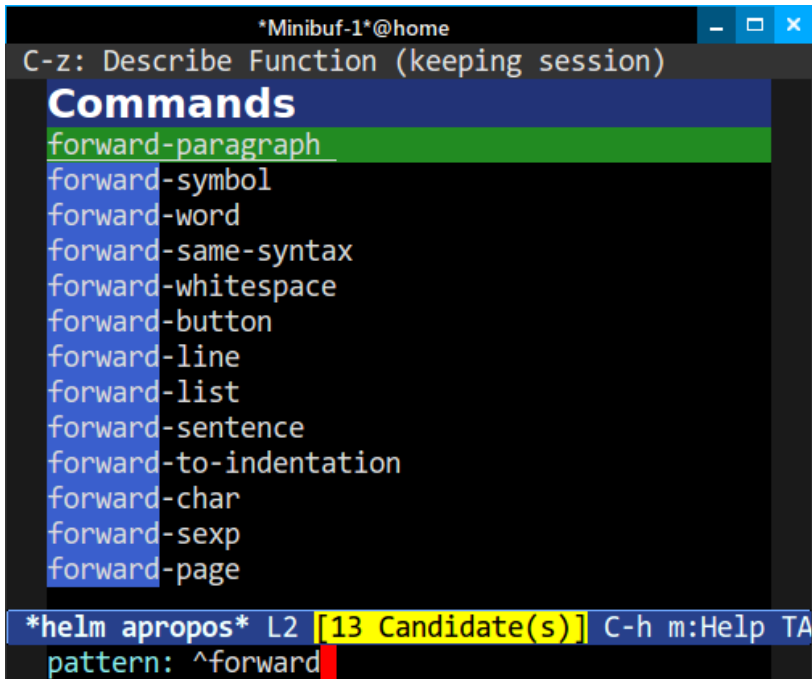 *Minibuf-1*@home
C-z: Describe Function (keeping session)
Commands
forward-paragraph
forward-symbol
forward-word
forward-same-syntax
forward-whitespace
forward-button
forward-line
forward-list
forward-sentence
forward-to-indentation
forward-char
forward-sexp
forward-page
*helm apropos* L2 [13 Candidate(s)] C-h m:Help TA
pattern: ^forward